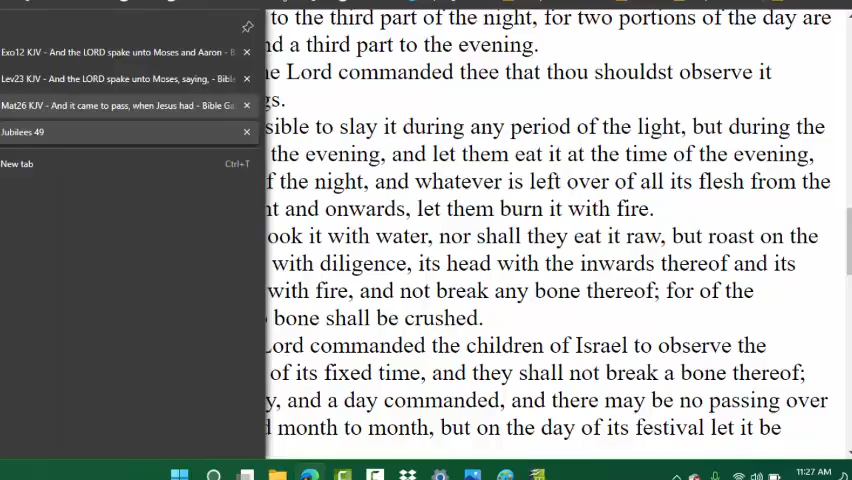 to the third part of the night, for two portions of the day are
Exo12 KJV - And the LORD spake unto Moses and Aaron - B
nd a third part to the evening.
Lev23 KJV - And the LORD spake unto Moses, saying, - Bibl
he Lord commanded thee that thou shouldst observe it
Mat26 KJV - And it came to pass, when Jesus had - Bible Ga
gs.
Jubilees 49
sible to slay it during any period of the light, but during the
the evening, and let them eat it at the time of the evening,
New tab
Ctrl+T
f the night, and whatever is left over of all its flesh from the
ht and onwards, let them burn it with fire.
ook it with water, nor shall they eat it raw, but roast on the
with diligence, its head with the inwards thereof and its
with fire, and not break any bone thereof; for of the
bone shall be crushed.
Lord commanded the children of Israel to observe the
of its fixed time, and they shall not break a bone thereof;
y, and a day commanded, and there may be no passing over
d month to month, but on the day of its festival let it be
11:27 AM